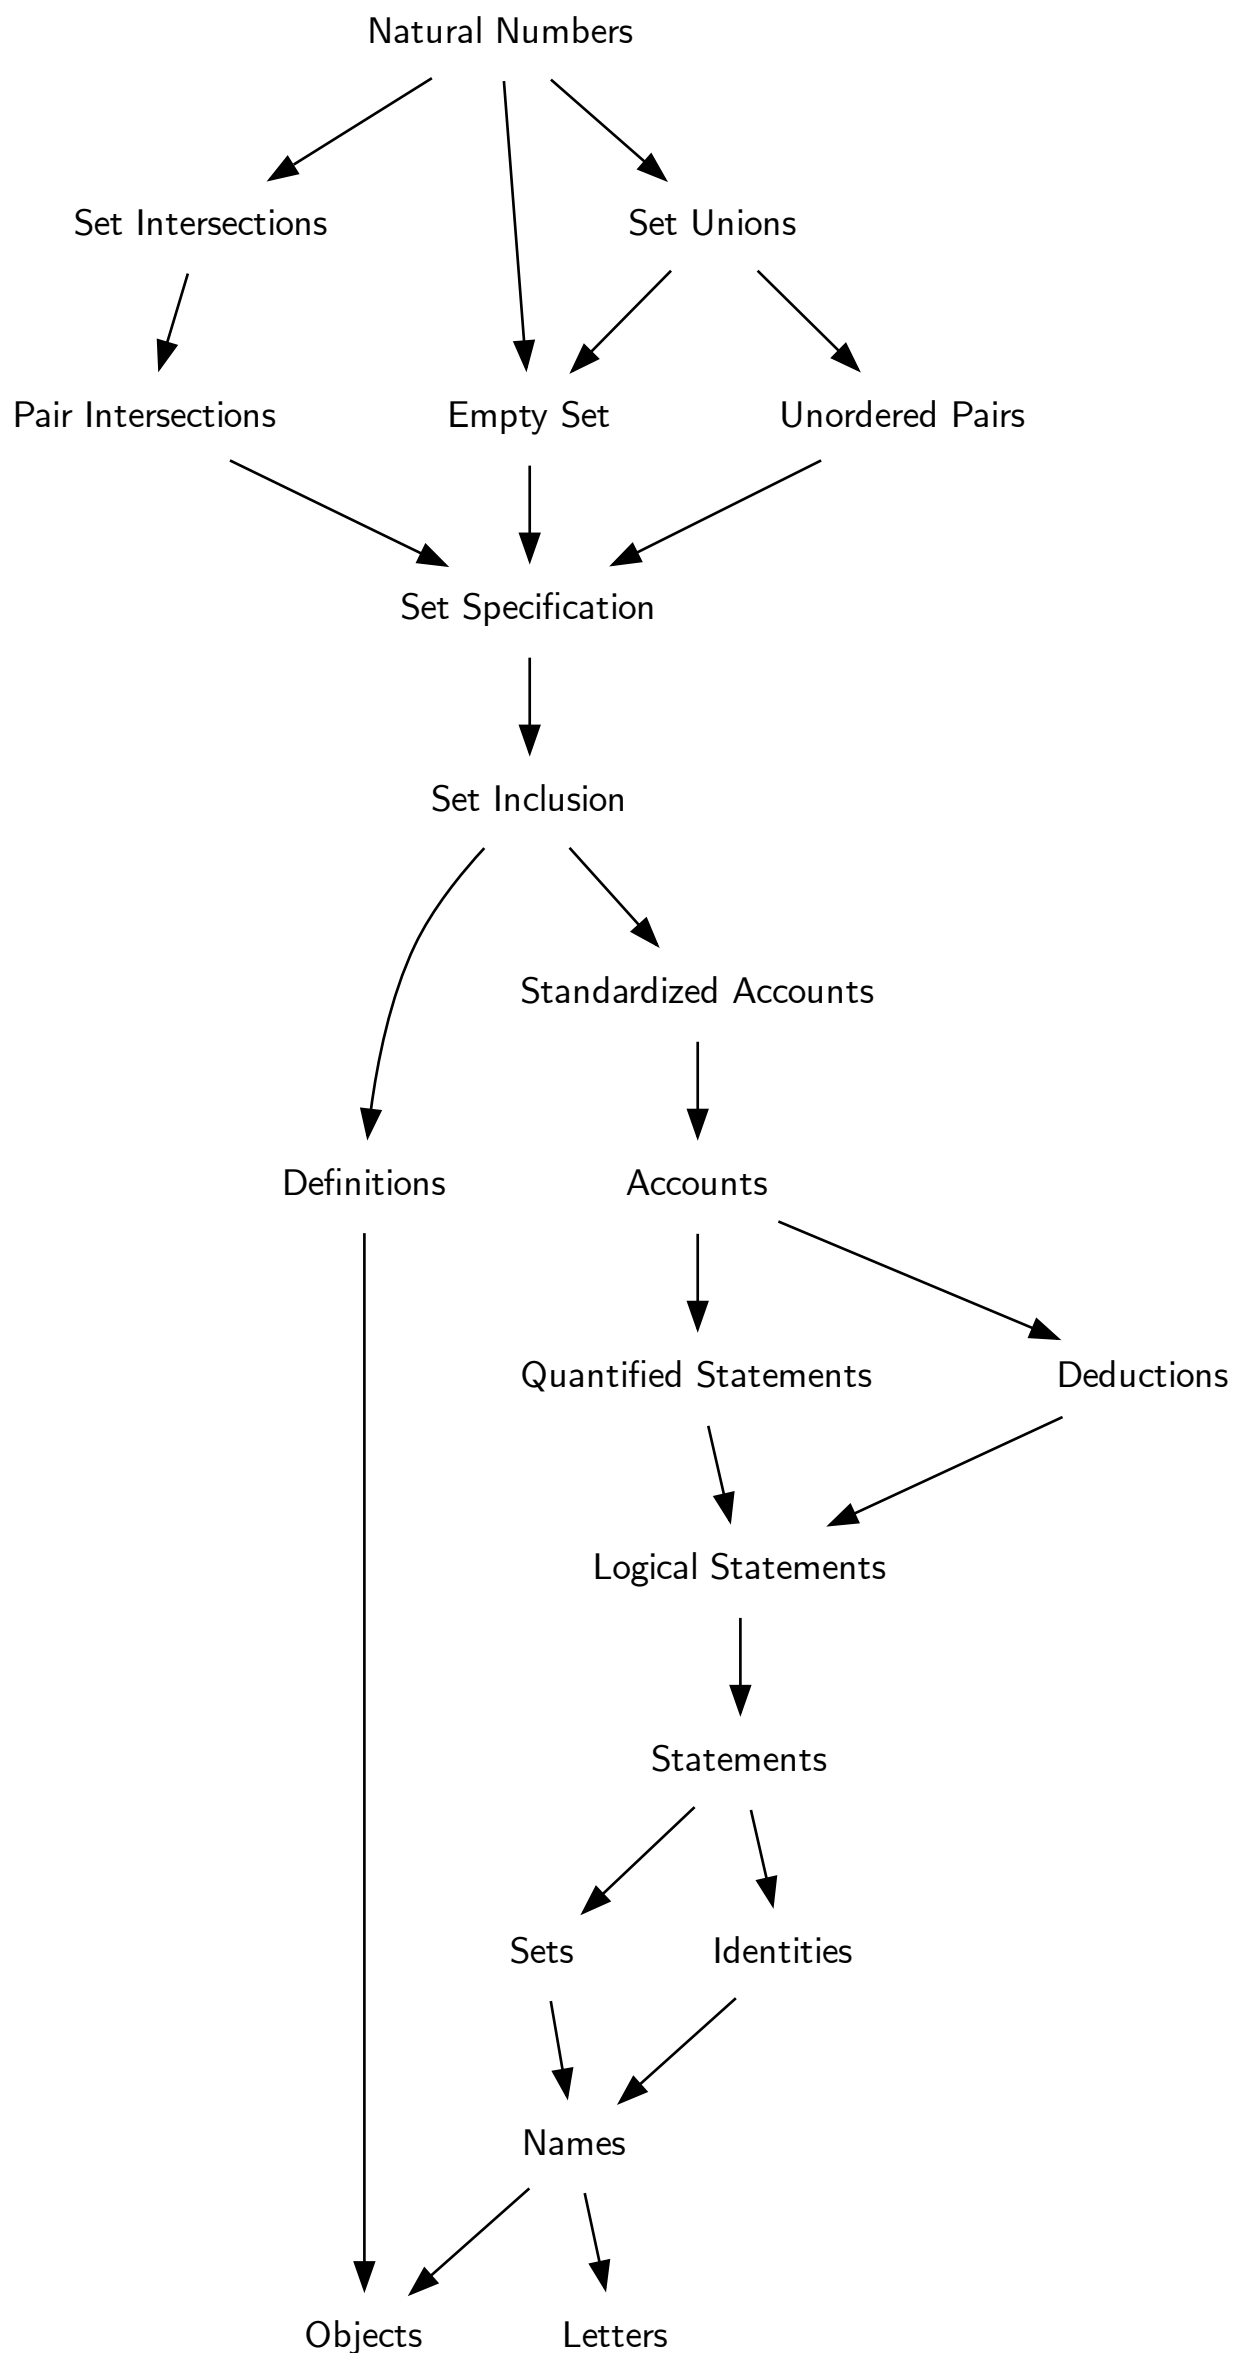 Natural Numbers
Set Intersections
Set Unions
Pair Intersections
Empty Set
Unordered Pairs
Set Specification
Set Inclusion
Standardized Accounts
Definitions
Accounts
Quantified Statements
Deductions
Logical Statements
Statements
Sets
Identities
Names
Objects
Letters